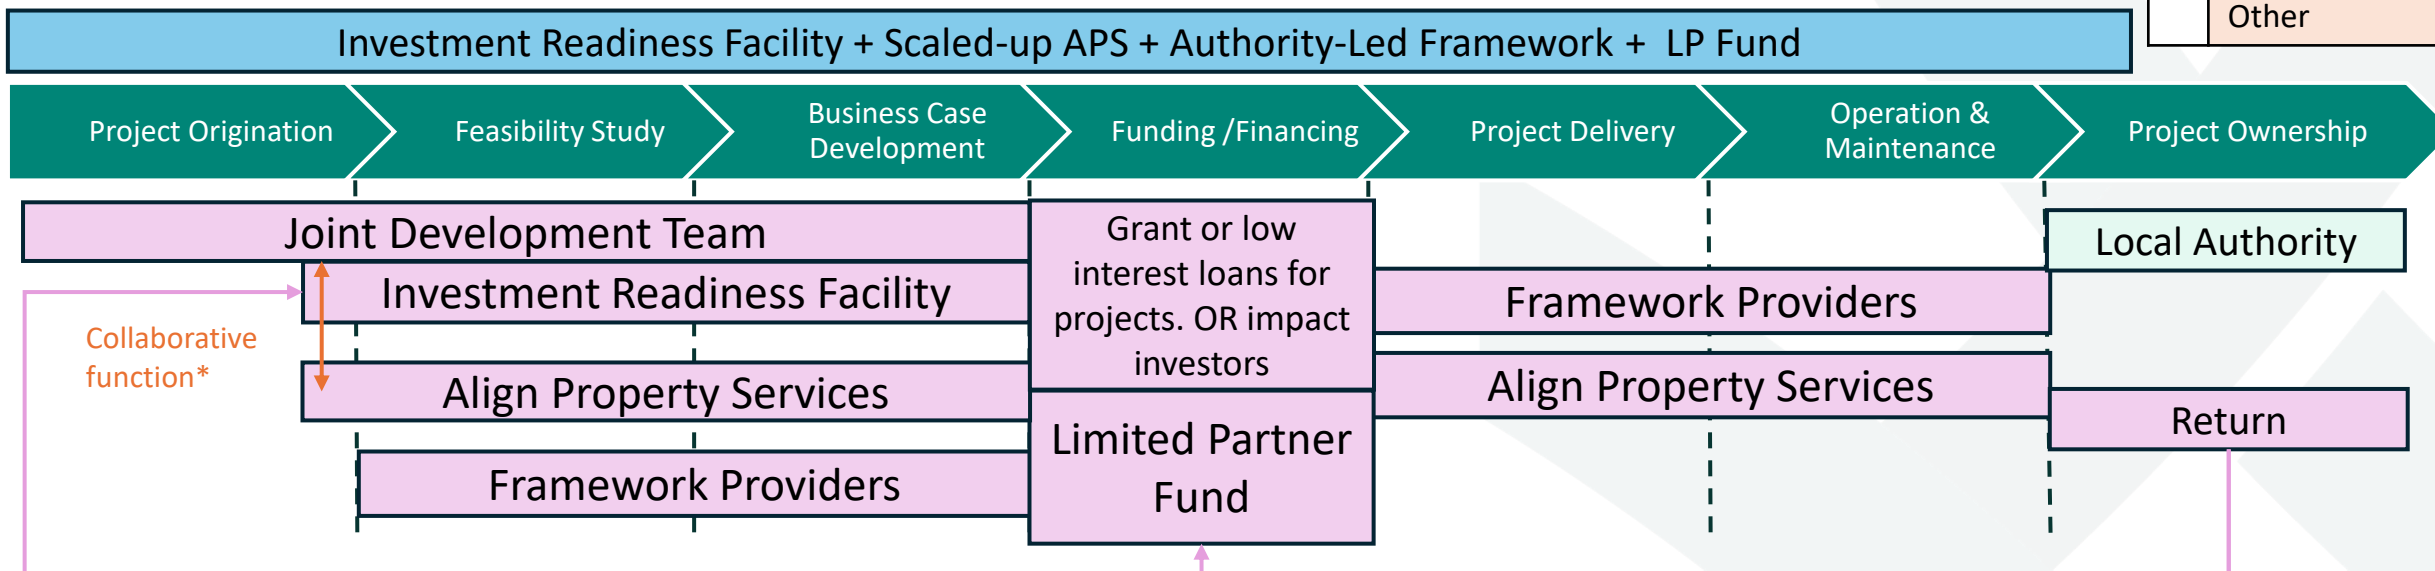 Other
Investment Readiness Facility + Scaled-up APS + Authority-Led Framework + LP Fund
Project Origination
Feasibility Study
Business Case
Development
Funding /Financing
Project Delivery
Operation &
Maintenance
Project Ownership
Joint Development Team
Investment Readiness Facility
Collaborative
function*
Align Property Services
Framework Providers
Grant or low
interest loans for
projects. OR impact
investors
Limited Partner
Fund
Framework Providers
Align Property Services
Local Authority
Return